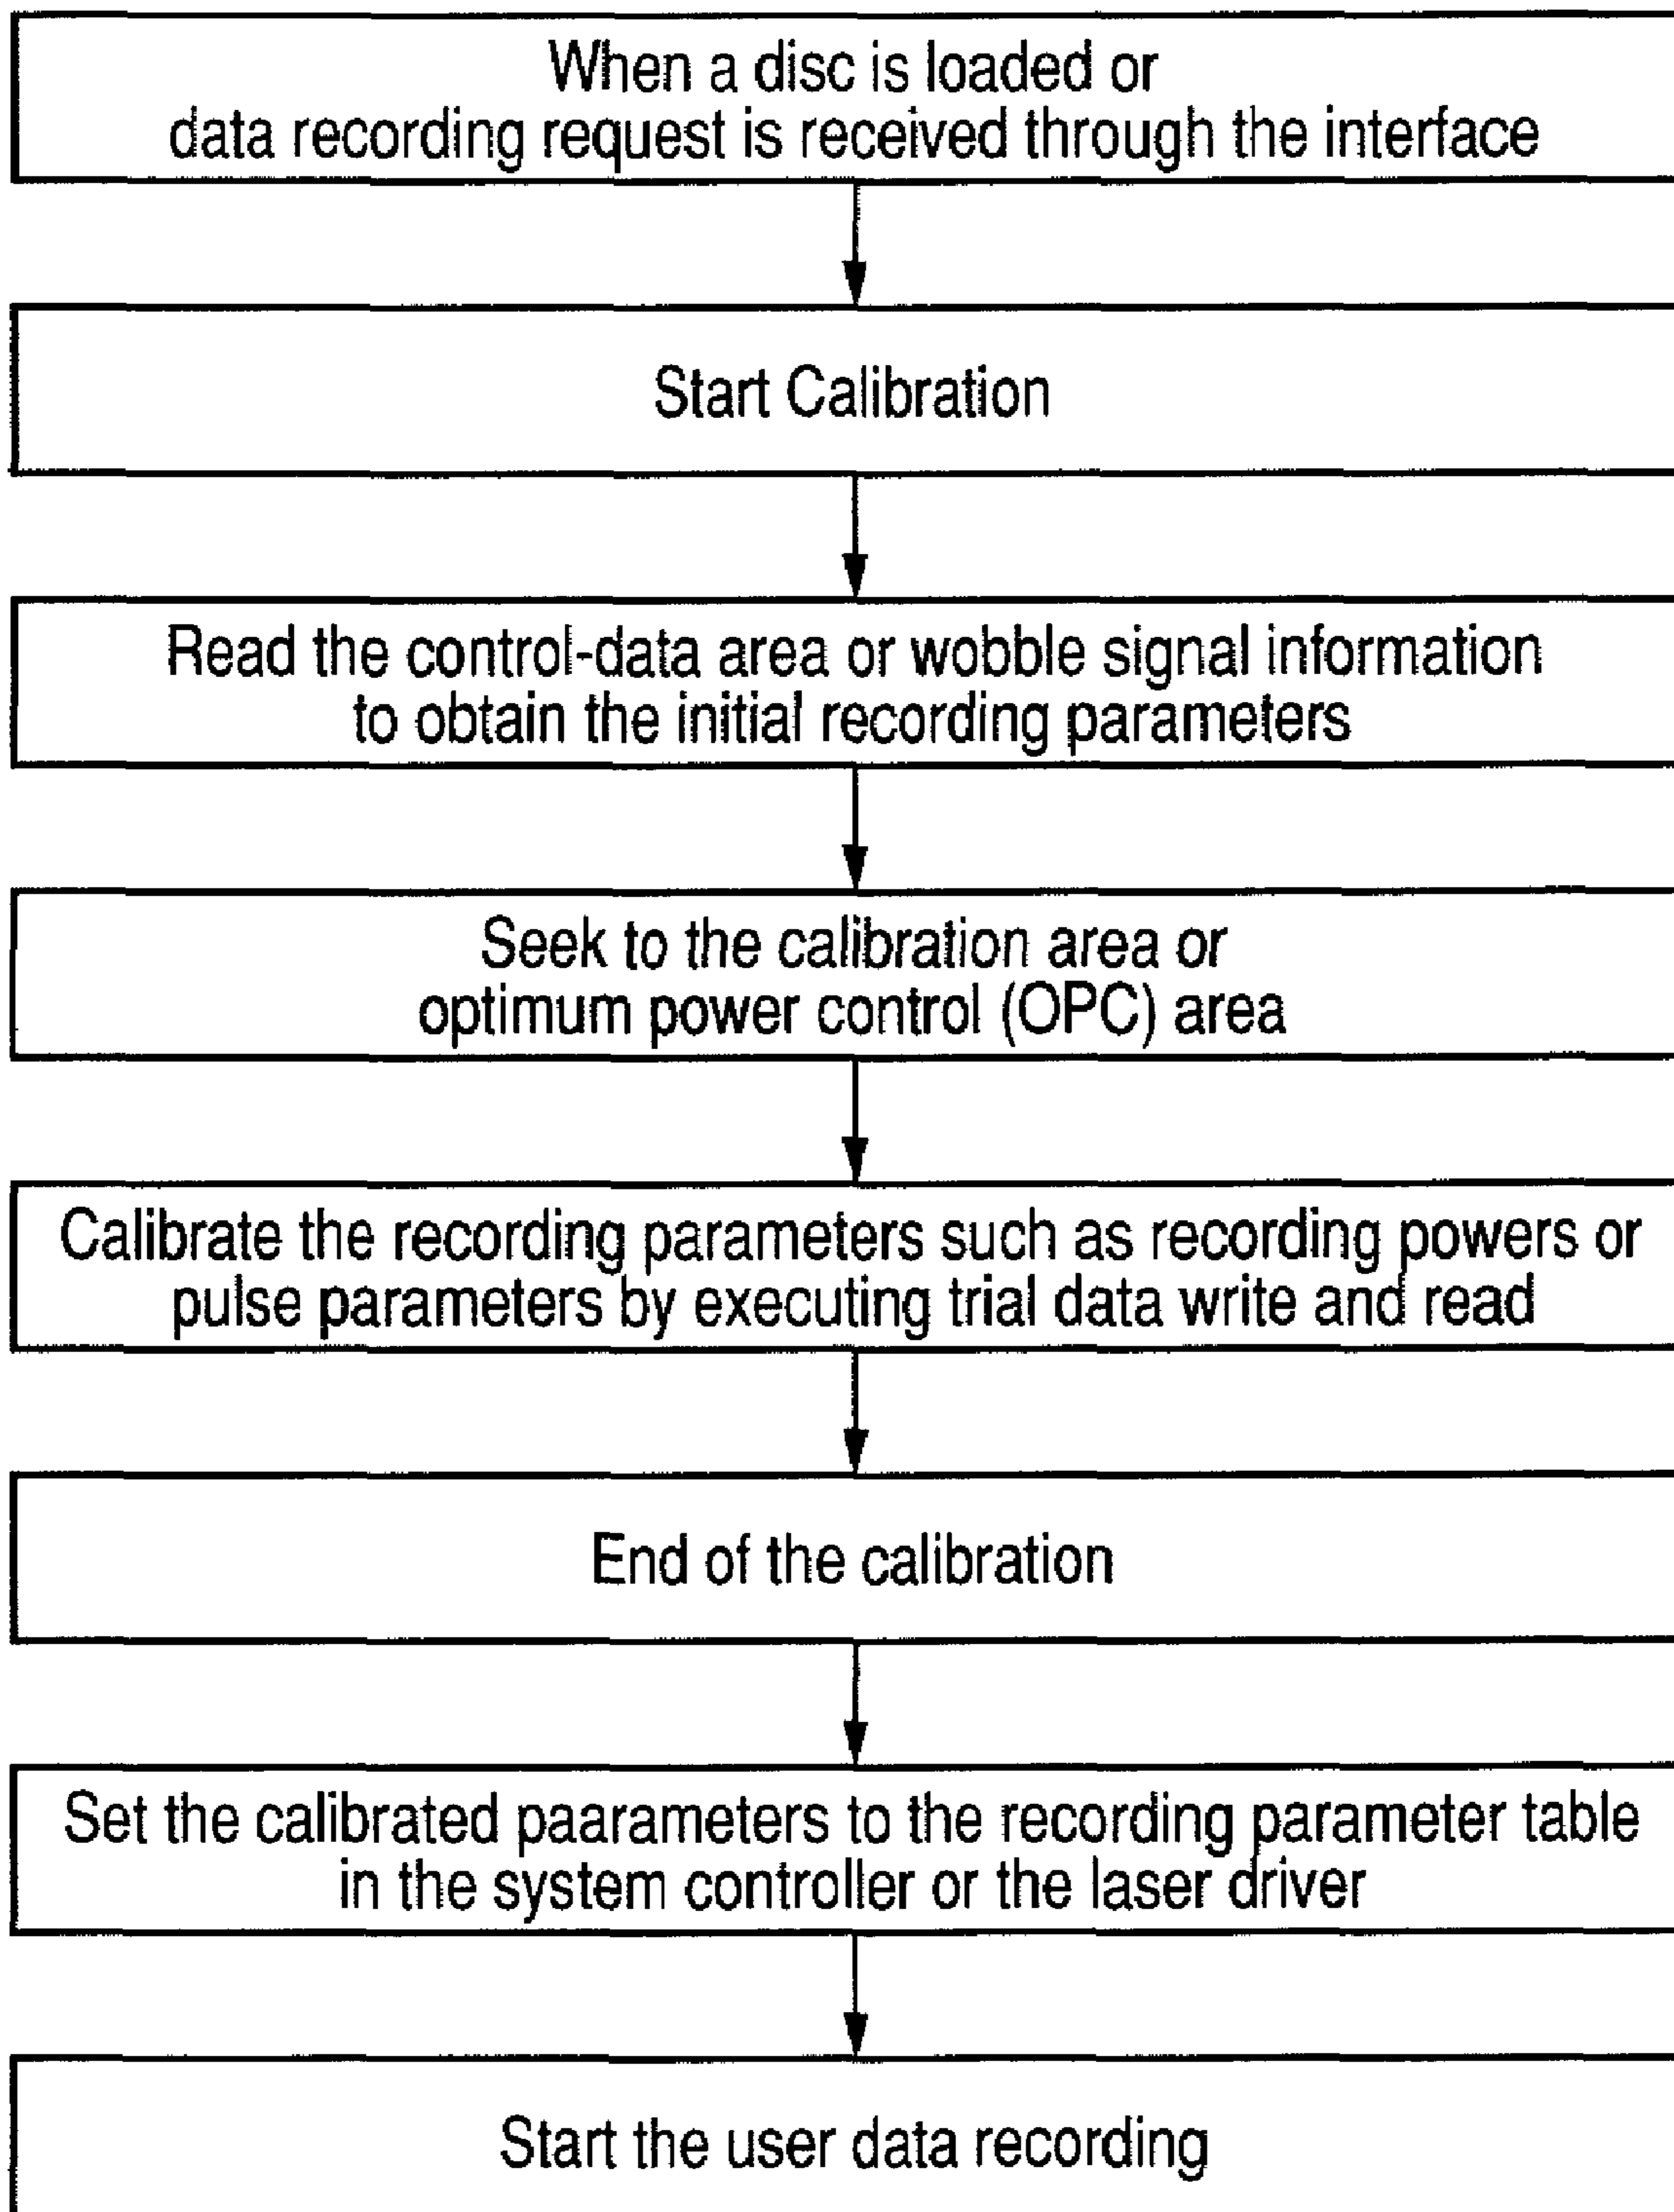 When a disc is loaded or
data recording request is received through the interface
Start Calibration
Read the control-data area or wobble signal information
to obtain the initial recording parameters
Seek to the calibration area or
optimum power control (OPC) area
Calibrate the recording parameters such as recording powers or
pulse parameters by executing trial data write and read
End of the calibration
Set the calibrated paarameters to the recording parameter table
in the system controller or the laser driver
Start the user data recording